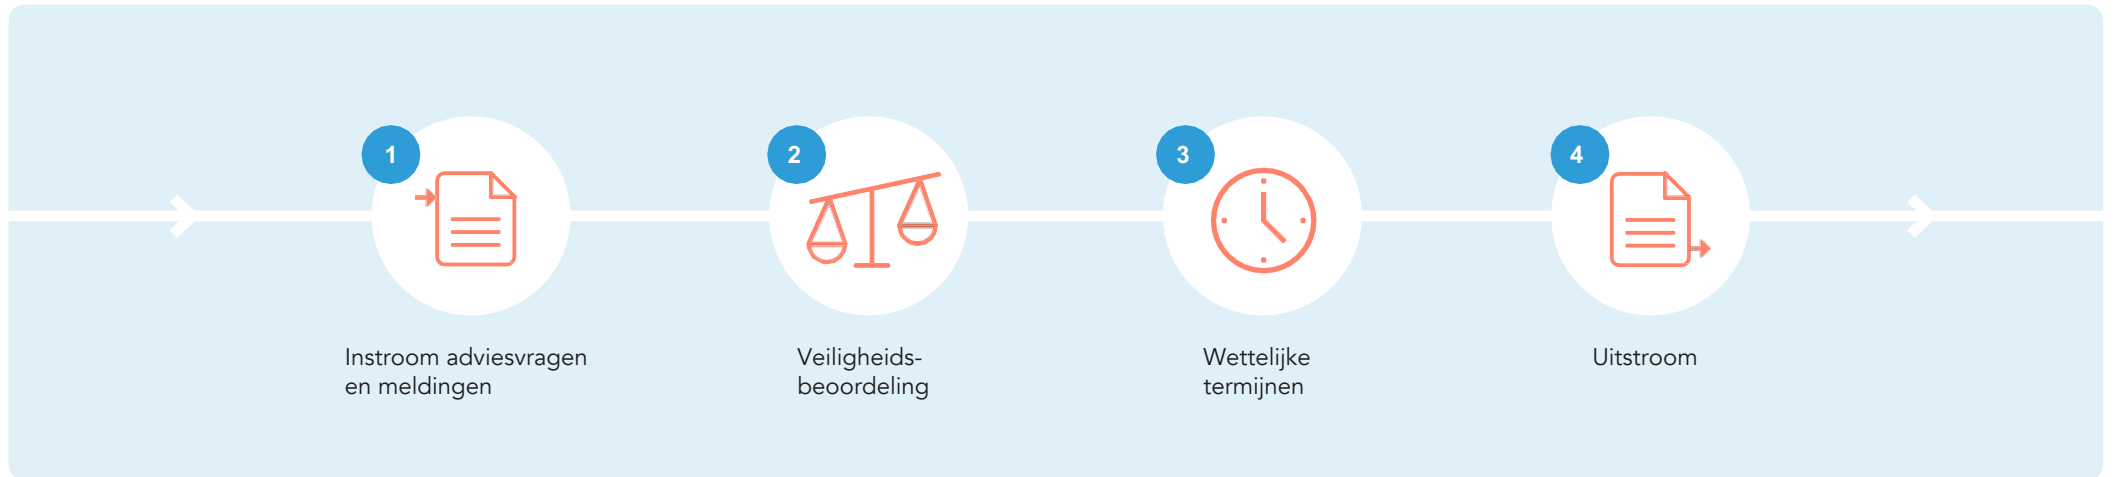 1
Instroom adviesvragen
en meldingen
2
Veiligheids-
beoordeling
3
Wettelijke
termijnen
4
Uitstroom